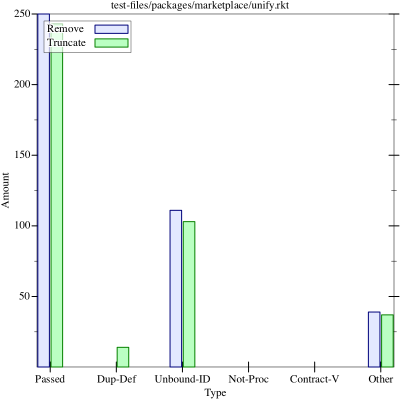 test-files/packages/marketplace/unify.rkt
Remove
Truncate
250
200
150
100
50
Amount
Passed Dup-Def Unbound-ID Not-Proc Contract-V Other
Type